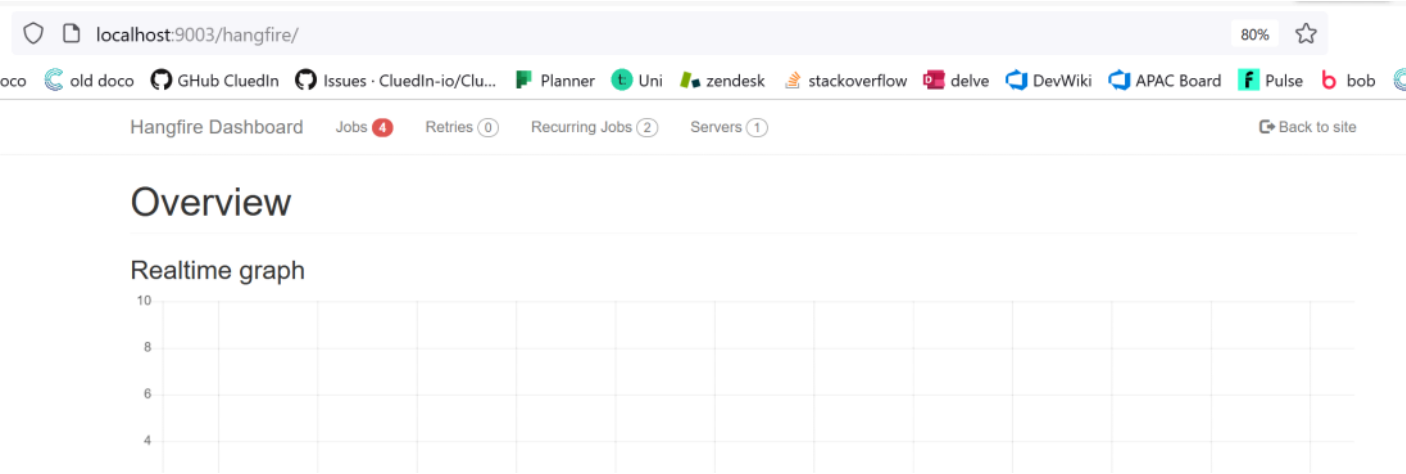 localhost:9003/hangfire/ 80%
oco old doco GHub CluedIn Issues · CluedIn-io/Clu... Planner Uni zendesk stackoverflow delve DevWiki APAC Board Pulse bob
Hangfire Dashboard Jobs 4 Retries 0 Recurring Jobs 2 Servers 1 Back to site
Overview
Realtime graph
10
8
6
4